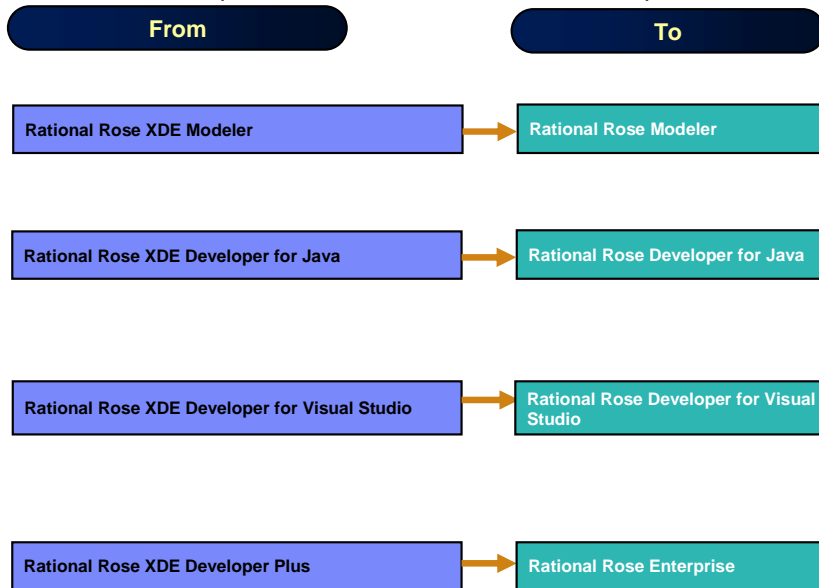 From
To
Rational Rose XDE Modeler
Rational Rose Modeler
Rational Rose XDE Developer for Java
Rational Rose Developer for Java
Rational Rose XDE Developer for Visual Studio
Rational Rose Developer for Visual
Studio
Rational Rose XDE Developer Plus
Rational Rose Enterprise